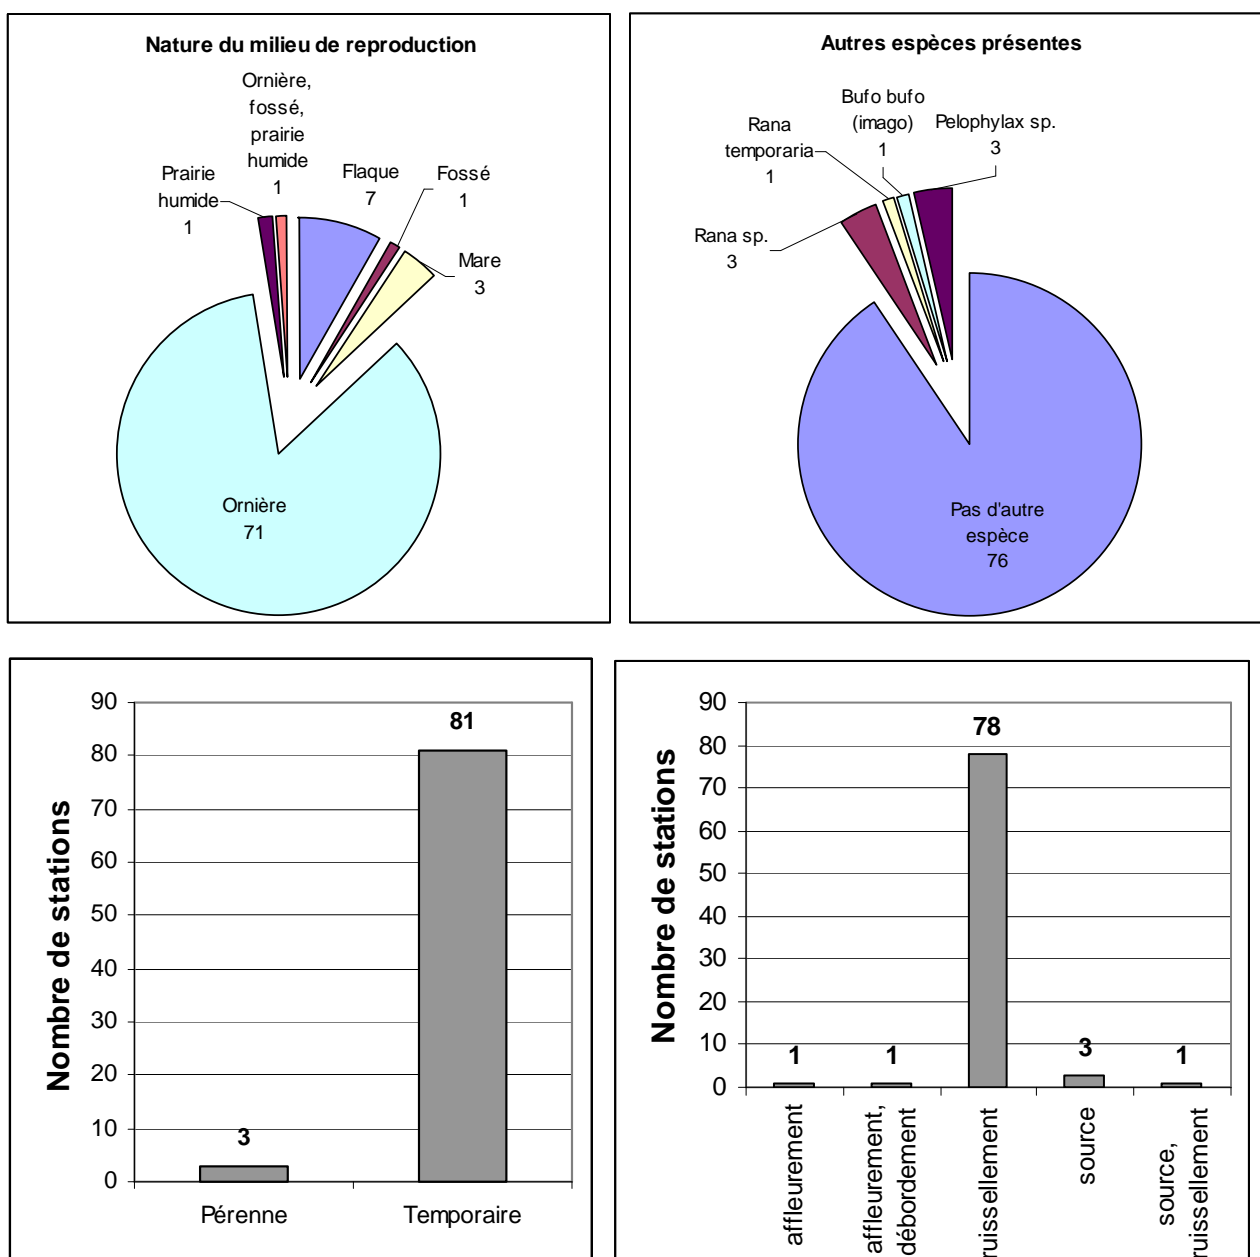 Nature du milieu de reproduction
Ornière,
fossé,
prairie
humide
1
Prairie
humide
1
Flaque
7
Fossé
1
Mare
3
Ornière
71
Autres espèces présentes
Bufo bufo
(imago)
1
Rana
temporaria
1
Pelophylax sp.
3
Rana sp.
3
Pas d'autre
espèce
76
Nombre de stations
90
80
70
60
50
40
30
20
10
0
3
81
Pérenne
Temporaire
Nombre de stations
90
80
70
60
50
40
30
20
10
0
1
1
78
3
1
affleurement
affleurement,
débordement
ruissellement
source
source,
ruissellement